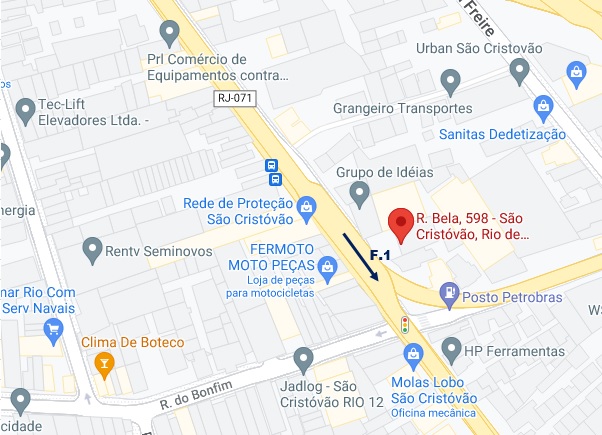 Freire
Urban São Cristovão
Prl Comércio de
Equipamentos contra...
RJ-071
Grangeiro Transportes
Tec-Lift
Elevadores Ltda. -
Sanitas Dedetização
Grupo de Idéias
Rede de Proteção
São Cristóvão
R. Bela, 598 - São
Cristóvão, Rio de...
nergia
Rentv Seminovos
FERMOTO
MOTO PEÇAS
Loja de peças
para motocicletas
F.1
mar Rio Com
Serv Navais
Posto Petrobras
Clima De Boteco
HP Ferramentas
R. do Bonfim
Jadlog - São
Cristóvão RIO 12
Molas Lobo
São Cristóvão
Oficina mecânica
cidade